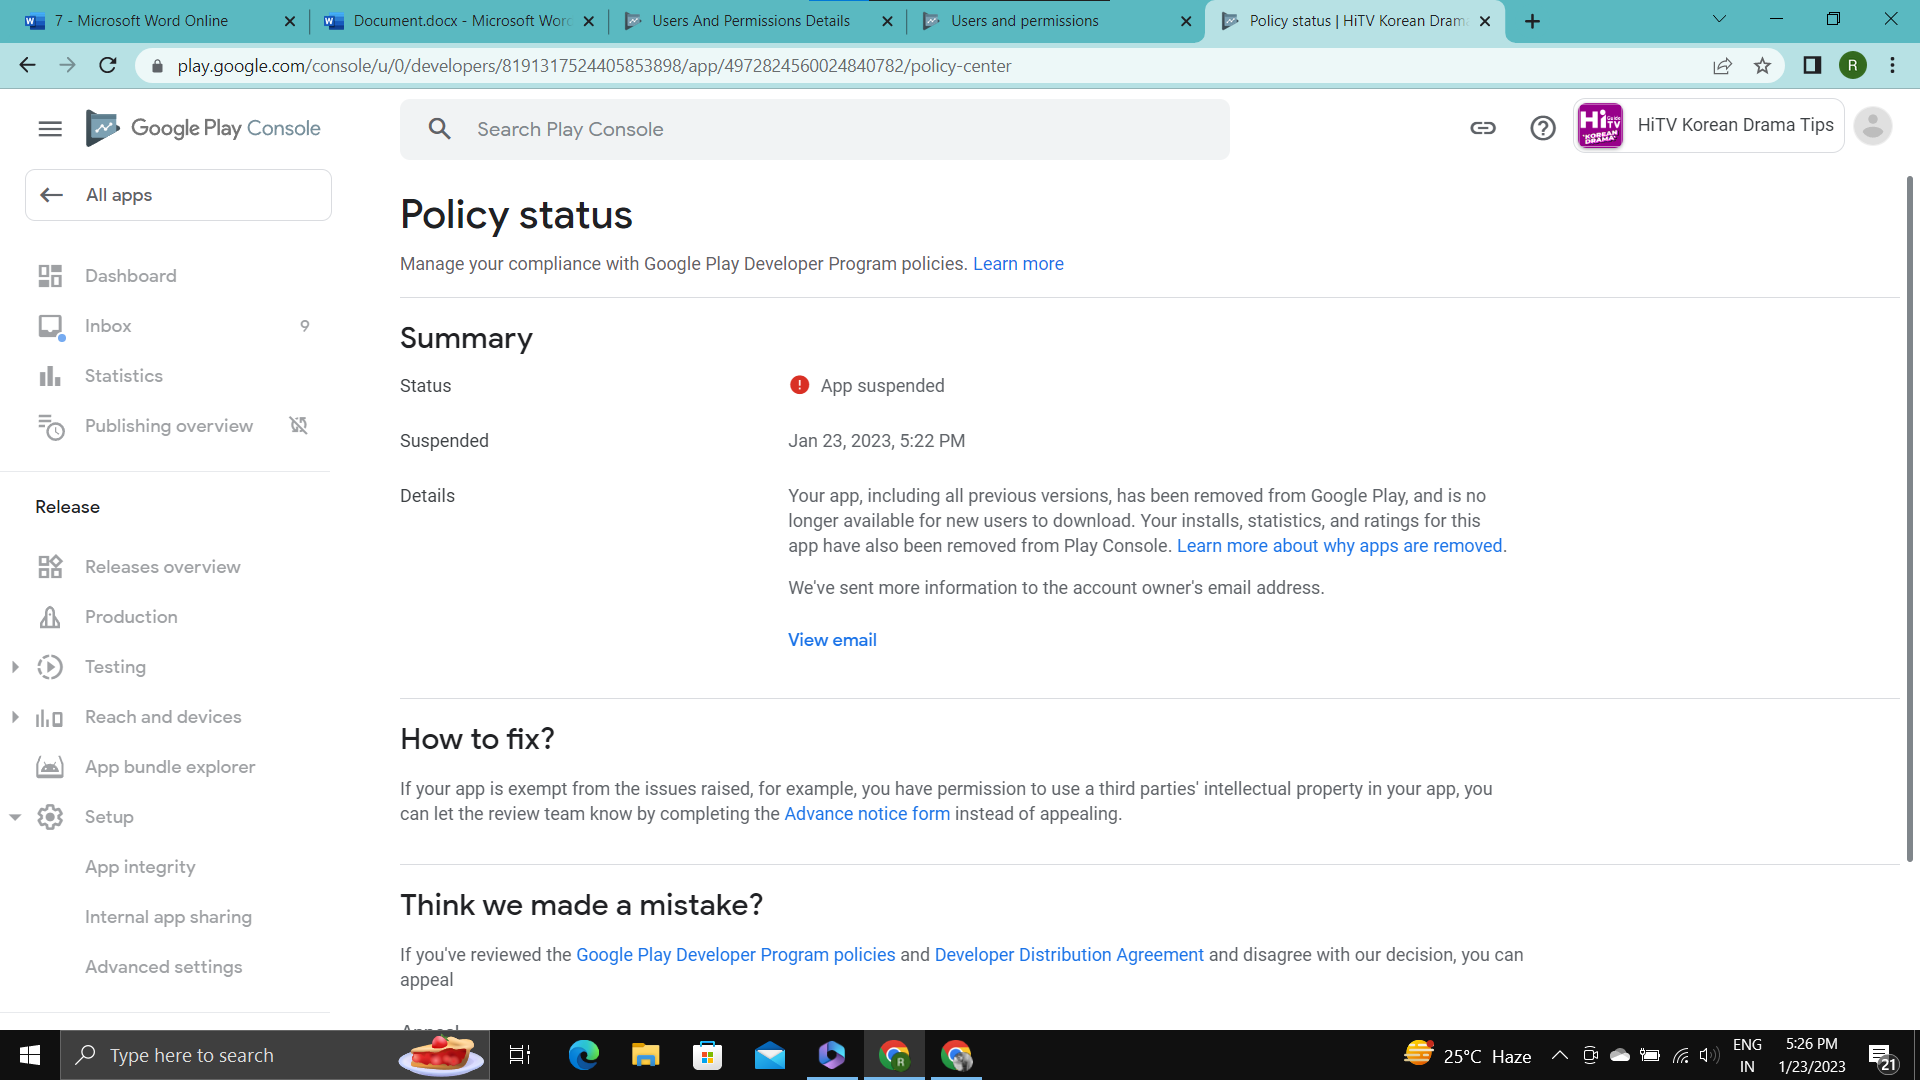 7 - Microsoft Word Online
Document.docx - Microsoft Word
Users And Permissions Details
Users and permissions
Policy status | HiTV Korean Dram
play.google.com/console/u/0/developers/8191317524405853898/app/4972824560024840782/policy-center
R
Google Play Console
Search Play Console
Hi Guide TV
KOREAN
DRAMA
HiTV Korean Drama Tips
All apps
Policy status
Manage your compliance with Google Play Developer Program policies. Learn more
Dashboard
Inbox 9
Statistics
Publishing overview
Summary
Status App suspended
Suspended Jan 23, 2023, 5:22 PM
Details Your app, including all previous versions, has been removed from Google Play, and is no
longer available for new users to download. Your installs, statistics, and ratings for this
app have also been removed from Play Console. Learn more about why apps are removed.
We've sent more information to the account owner's email address.
View email
Release
Releases overview
Production
Testing
Reach and devices
App bundle explorer
Setup
App integrity
Internal app sharing
Advanced settings
How to fix?
If your app is exempt from the issues raised, for example, you have permission to use a third parties' intellectual property in your app, you
can let the review team know by completing the Advance notice form instead of appealing.
Think we made a mistake?
If you've reviewed the Google Play Developer Program policies and Developer Distribution Agreement and disagree with our decision, you can
appeal
Appeal
Type here to search
25°C Haze
ENG
IN
5:26 PM
1/23/2023
21